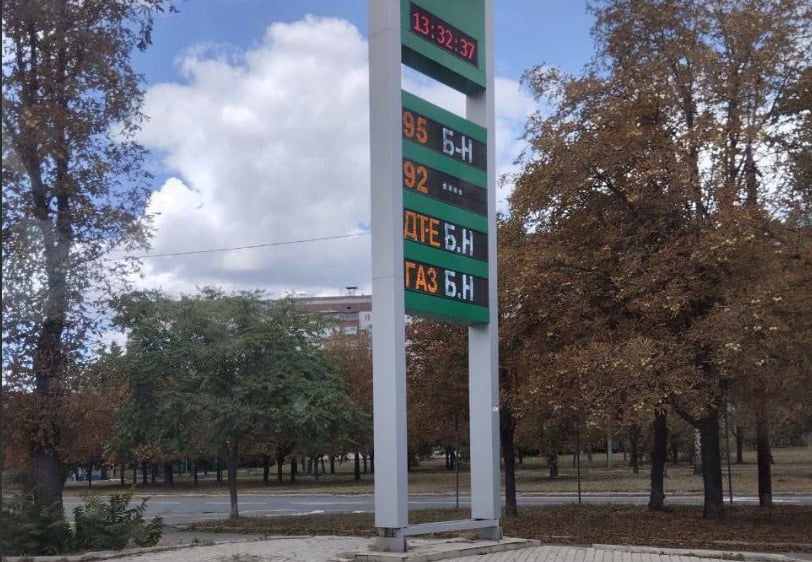 13:32:37
95 Б-Н
92 ....
ДТЕ Б.Н
ГАЗ Б.Н